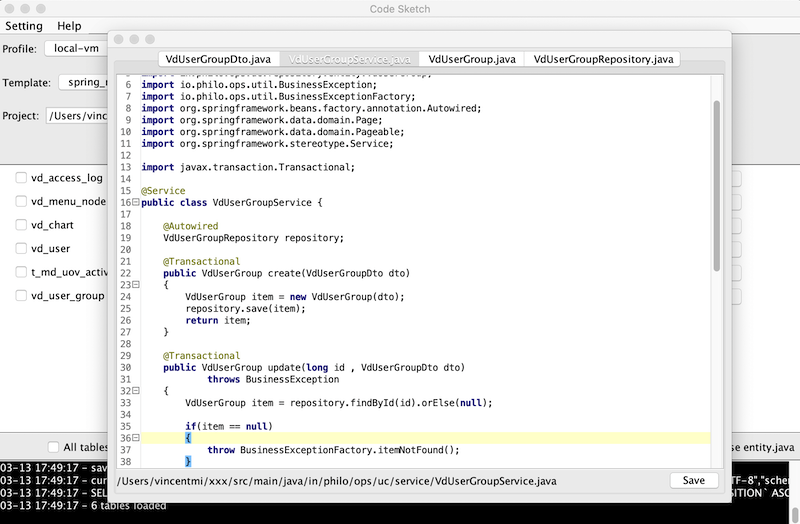 Code Sketch
Setting Help
Profile: local-vm
Template: spring_
Project: /Users/vinc
vd_access_log
vd_menu_node
vd_chart
vd_user
t_md_uov_activ
vd_user_group
All tables
se entity.java
VdUserGroupDto.java VdUserGroupService.java VdUserGroup.java VdUserGroupRepository.java
6 import io.philo.ops.util.BusinessException;
7 import io.philo.ops.util.BusinessExceptionFactory;
8 import org.springframework.beans.factory.annotation.Autowired;
9 import org.springframework.data.domain.Page;
10 import org.springframework.data.domain.Pageable;
11 import org.springframework.stereotype.Service;
12
13 import javax.transaction.Transactional;
14
15 @Service
16 public class VdUserGroupService {
17
18 @Autowired
19 VdUserGroupRepository repository;
20
21 @Transactional
22 public VdUserGroup create(VdUserGroupDto dto)
23 {
24 VdUserGroup item = new VdUserGroup(dto);
25 repository.save(item);
26 return item;
27 }
28
29 @Transactional
30 public VdUserGroup update(long id , VdUserGroupDto dto)
31 throws BusinessException
32 {
33 VdUserGroup item = repository.findById(id).orElse(null);
34
35 if(item == null)
36 {
37 throw BusinessExceptionFactory.itemNotFound();
38 }
/Users/vincentmi/xxx/src/main/java/in/philo/ops/uc/service/VdUserGroupService.java Save
03-13 17:49:17 - sav
03-13 17:49:17 - cur TF-8","schem
03-13 17:49:17 - SEL SITION` ASC
03-13 17:49:17 - 6 tables loaded